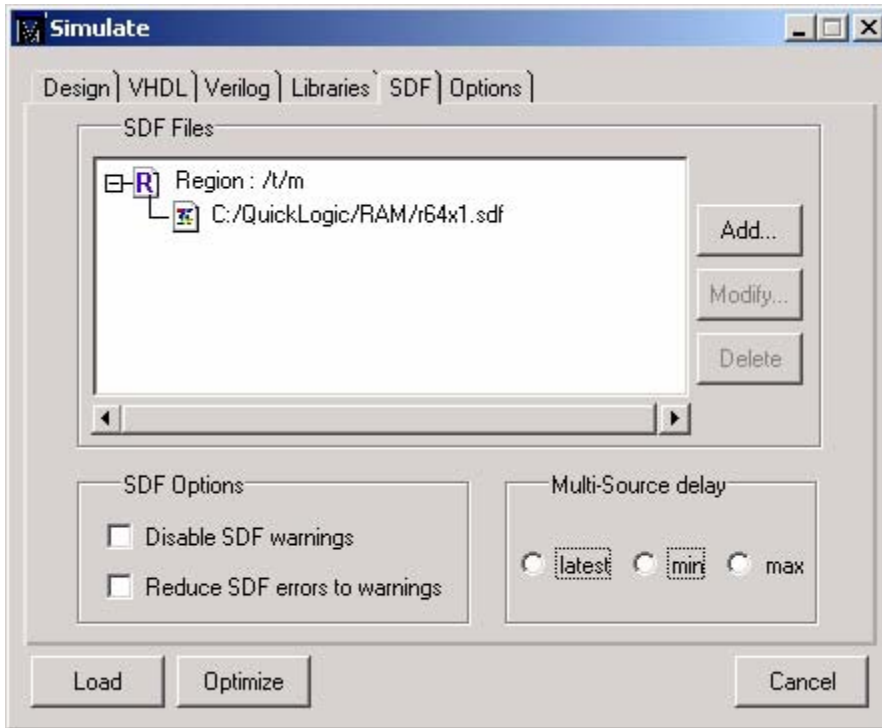 Simulate
Design VHDL Verilog Libraries SDF Options
SDF Files
R Region : /t/m
C:/QuickLogic/RAM/r64x1.sdf
Add...
Modify...
Delete
SDF Options
Disable SDF warnings
Reduce SDF errors to warnings
Multi-Source delay
latest min max
Load Optimize Cancel